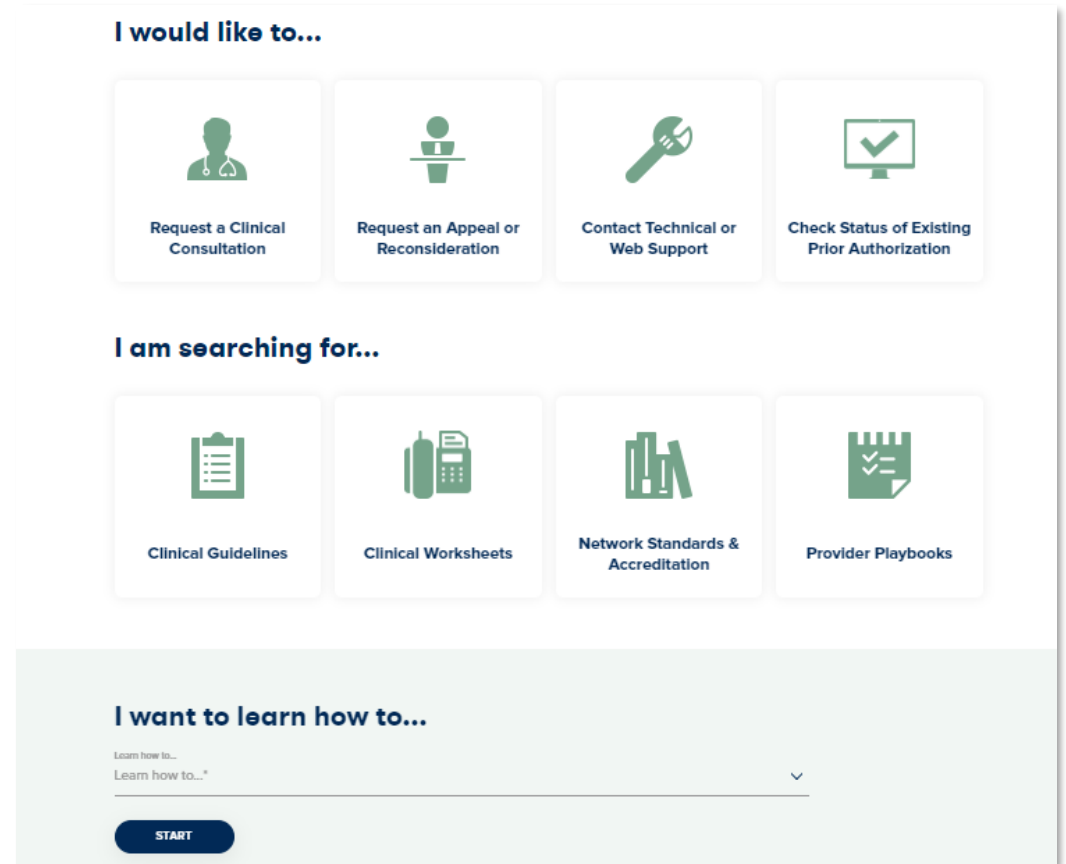 I would like to...
Request a Clinical
Consultation
Request an Appeal or
Reconsideration
Contact Technical or
Web Support
Check Status of Existing
Prior Authorization
I am searching for...
Clinical Guidelines
Clinical Worksheets
Network Standards &
Accreditation
Provider Playbooks
I want to learn how to...
Learn how to...
Learn how to...*
START